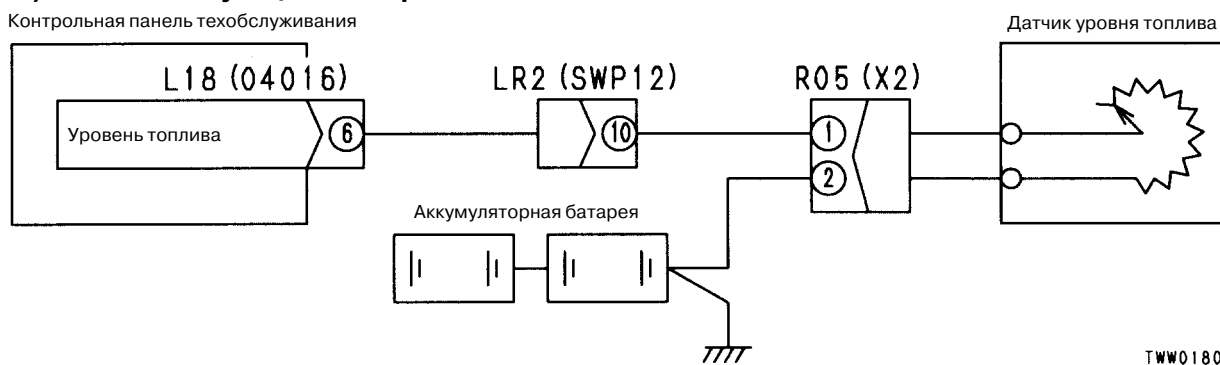 Контрольная панель техобслуживания
Датчик уровня топлива
L18 (04016)
LR2 (SWP12)
R05 (X2)
Уровень топлива
6
10
1
2
Аккумуляторная батарея
TWW0180